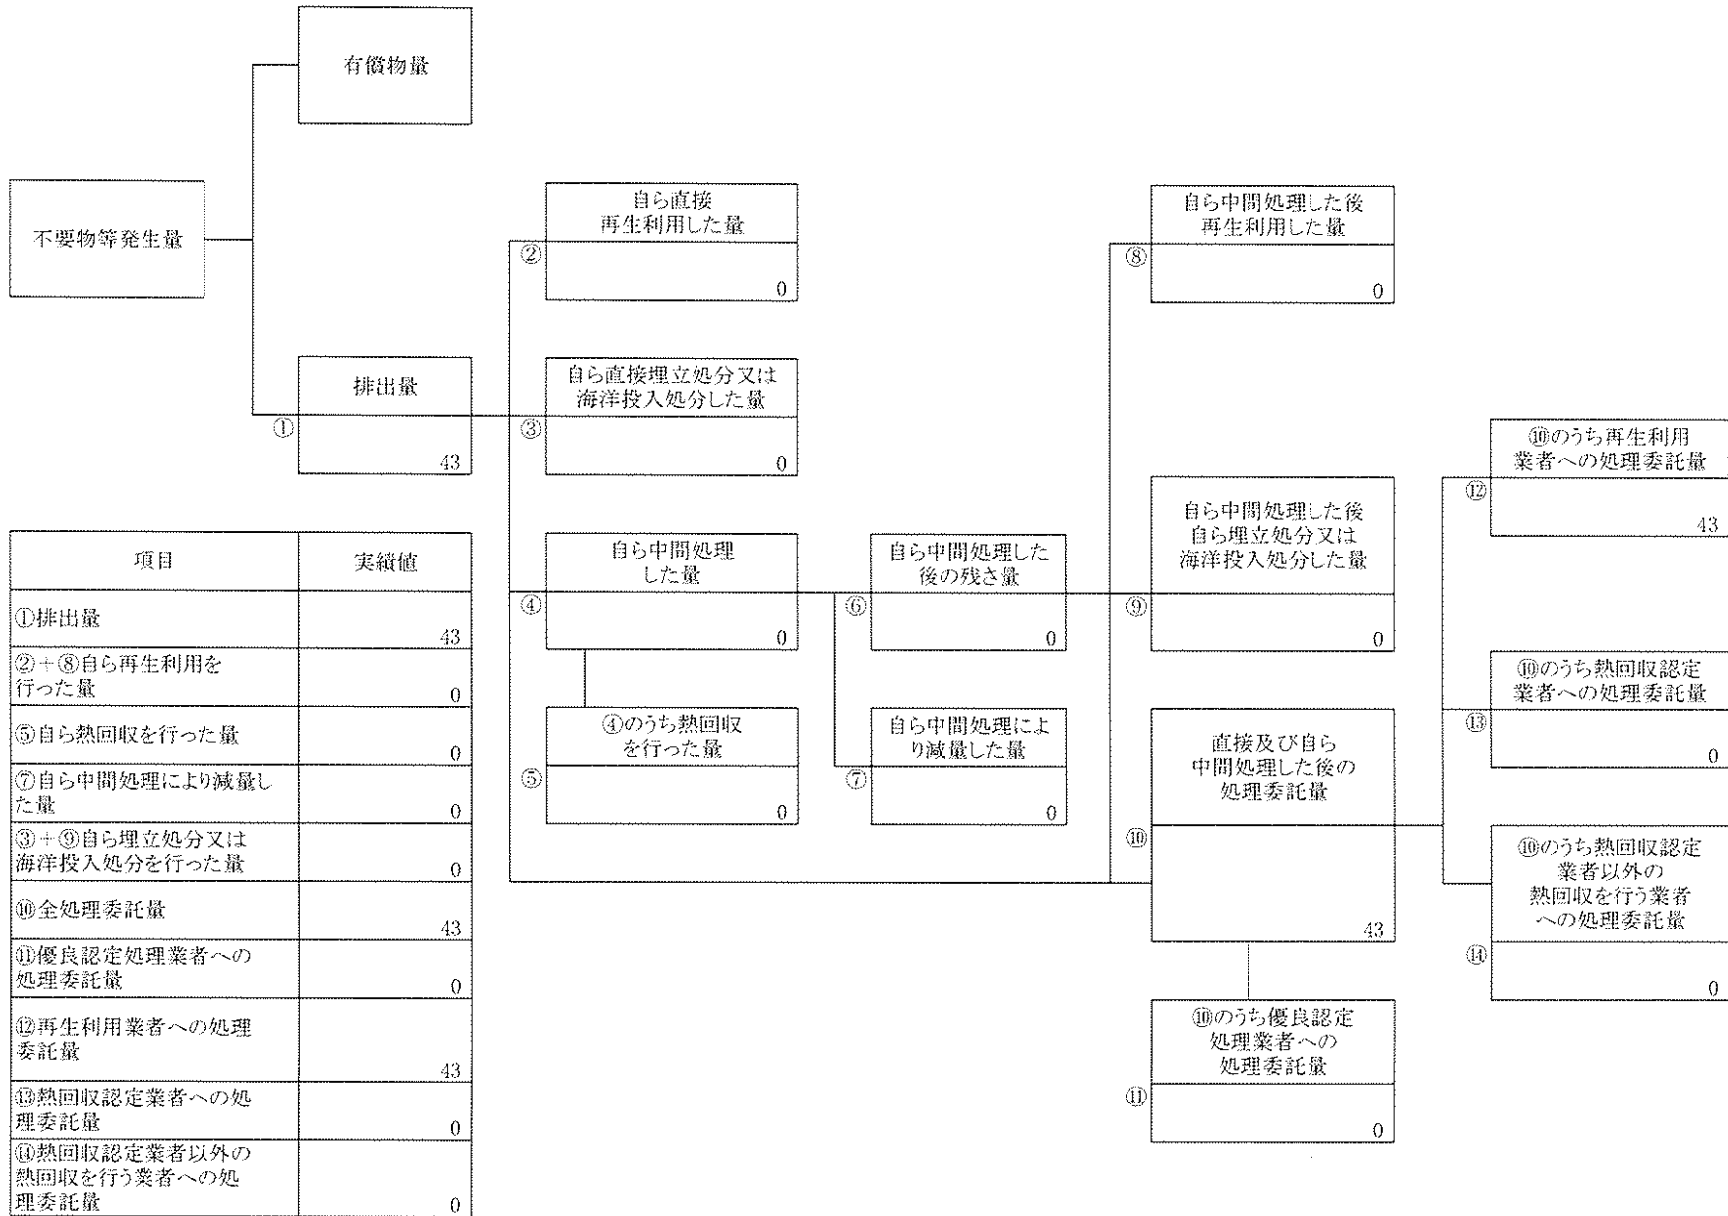 有償物量
不要物等発生量
排出量
①
43
自ら直接
再生利用した量
②
0
自ら直接埋立処分又は
海洋投入処分した量
③
0
自ら中間処理
した量
④
0
④のうち熱回収
を行った量
⑤
0
自ら中間処理した
後の残さ量
⑥
0
自ら中間処理によ
り減量した量
⑦
0
自ら中間処理した後
再生利用した量
⑧
0
自ら中間処理した後
自ら埋立処分又は
海洋投入処分した量
⑨
0
直接及び自ら
中間処理した後の
処理委託量
⑩
43
⑩のうち優良認定
処理業者への
処理委託量
⑪
0
⑩のうち再生利用
業者への処理委託量
⑫
43
⑩のうち熱回収認定
業者への処理委託量
⑬
0
⑩のうち熱回収認定
業者以外の
熱回収を行う業者
への処理委託量
⑭
0
項目 実績値
①排出量
43
②+⑧自ら再生利用を
行った量
0
⑤自ら熱回収を行った量
0
⑦自ら中間処理により減量し
た量
0
③+⑨自ら埋立処分又は
海洋投入処分を行った量
0
⑩全処理委託量
43
⑪優良認定処理業者への
処理委託量
0
⑫再生利用業者への処理
委託量
43
⑬熱回収認定業者への処
理委託量
0
⑭熱回収認定業者以外の
熱回収を行う業者への処
理委託量
0